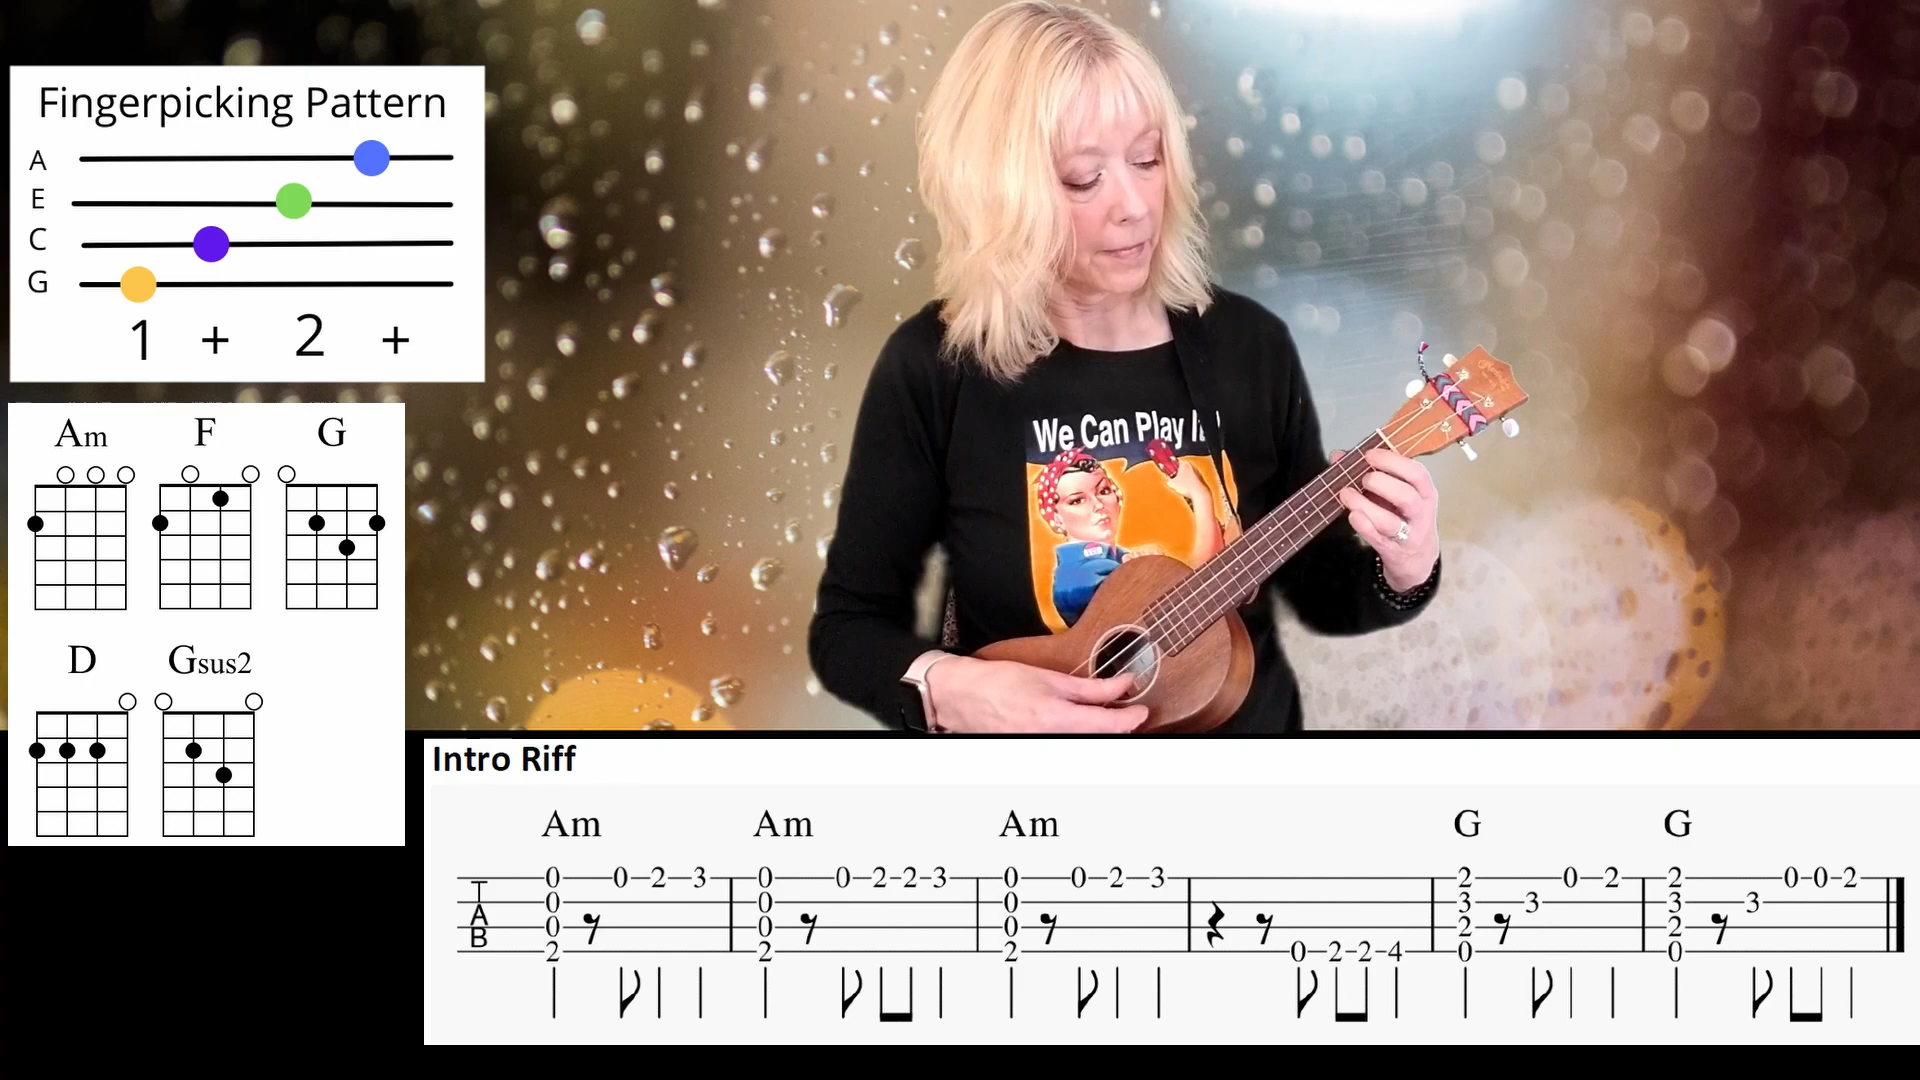 Fingerpicking Pattern
A
E
C
G
1 + 2 +
Am F G
D Gsus2
We Can Play I
Intro Riff
Am Am Am G G
T
A
B
0 0 2 3 0 0 2 2 3 0 0 2 3 2 0 2 2 0 0 2
0 0 0 3 3 3 3
0 0 0 2 2
2 2 2 0 2 2 4 0 0